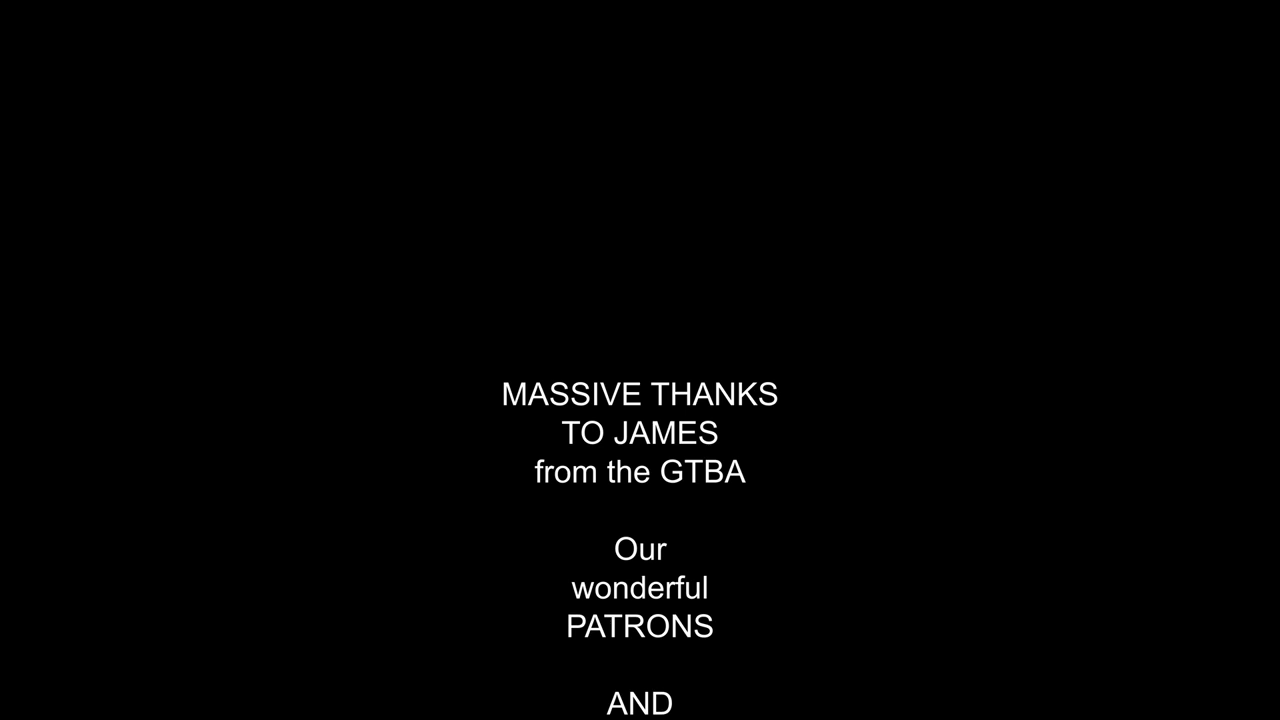 MASSIVE THANKS
TO JAMES
from the GTBA
Our
wonderful
PATRONS
AND